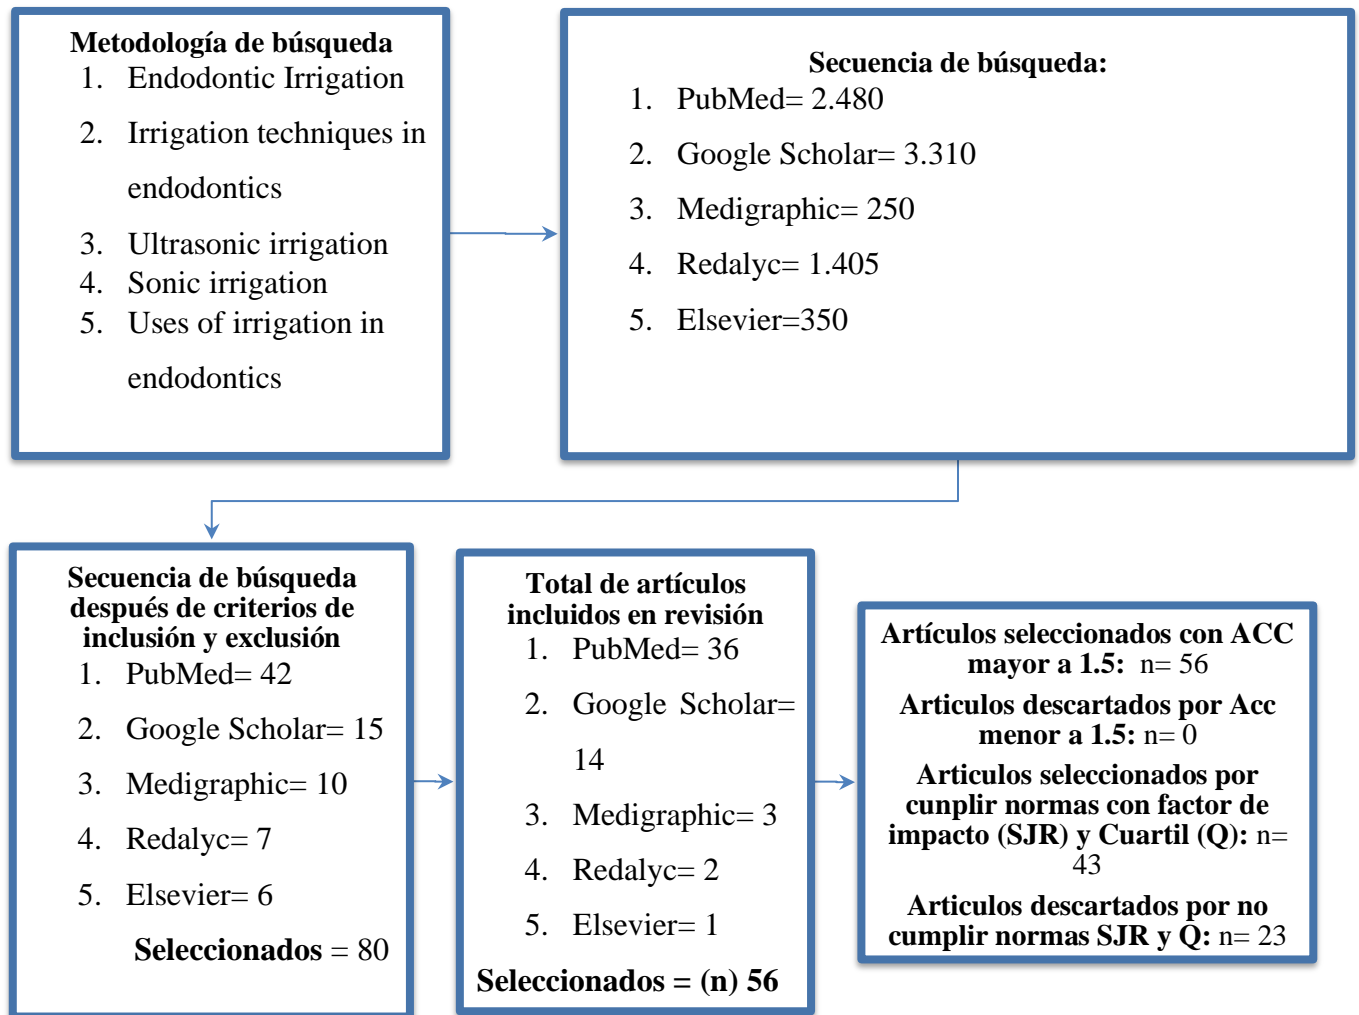 Metodología de búsqueda
1. Endodontic Irrigation
2. Irrigation techniques in
endodontics
3. Ultrasonic irrigation
4. Sonic irrigation
5. Uses of irrigation in
endodontics
Secuencia de búsqueda:
1. PubMed= 2.480
2. Google Scholar= 3.310
3. Medigraphic= 250
4. Redalyc= 1.405
5. Elsevier=350
Secuencia de búsqueda
después de criterios de
inclusión y exclusión
1. PubMed= 42
2. Google Scholar= 15
3. Medigraphic= 10
4. Redalyc= 7
5. Elsevier= 6
Seleccionados = 80
Total de artículos
incluidos en revisión
1. PubMed= 36
2. Google Scholar=
14
3. Medigraphic= 3
4. Redalyc= 2
5. Elsevier= 1
Seleccionados = (n) 56
Artículos seleccionados con ACC
mayor a 1.5: n= 56
Articulos descartados por Acc
menor a 1.5: n= 0
Articulos seleccionados por
cunplir normas con factor de
impacto (SJR) y Cuartil (Q): n=
43
Articulos descartados por no
cumplir normas SJR y Q: n= 23